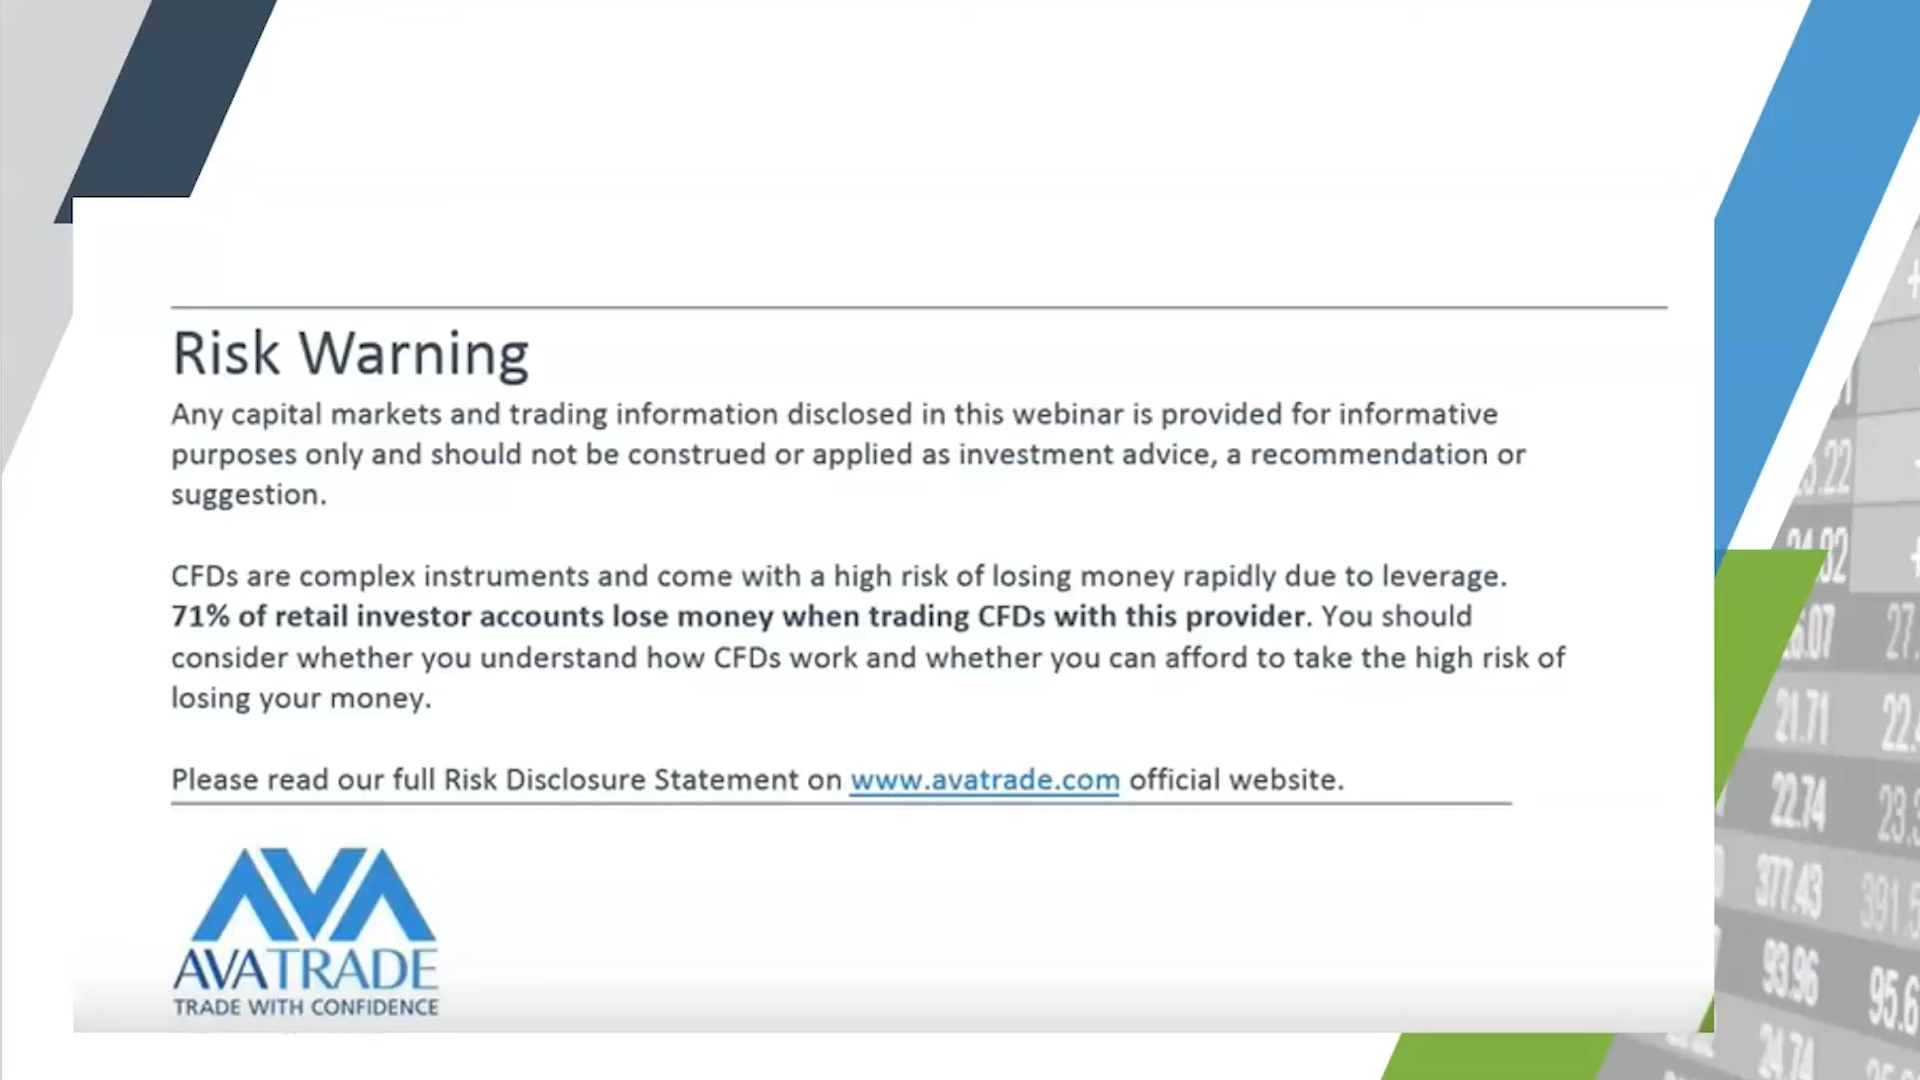 Risk Warning
Any capital markets and trading information disclosed in this webinar is provided for informative
purposes only and should not be construed or applied as investment advice, a recommendation or
suggestion.
CFDs are complex instruments and come with a high risk of losing money rapidly due to leverage.
71% of retail investor accounts lose money when trading CFDs with this provider. You should
consider whether you understand how CFDs work and whether you can afford to take the high risk of
losing your money.
Please read our full Risk Disclosure Statement on www.avatrade.com official website.
AVA
AVATRADE
TRADE WITH CONFIDENCE
21.71
22.74
377.43
93.96
24.74